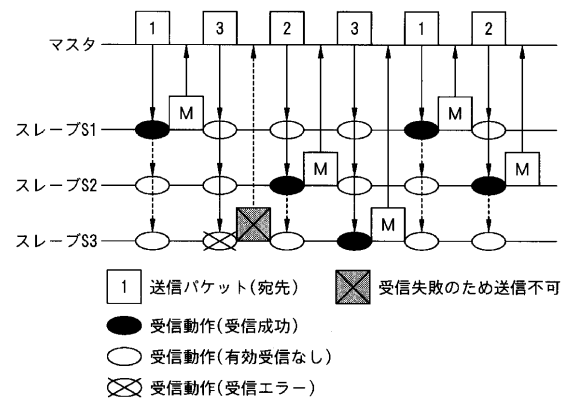 1 3 2 3 1 2
マスタ
M M
スレーブS1
M M
スレーブS2
M
スレーブS3
1 送信パケット(宛先) 受信失敗のため送信不可
受信動作(受信成功)
受信動作(有効受信なし)
受信動作(受信エラー)